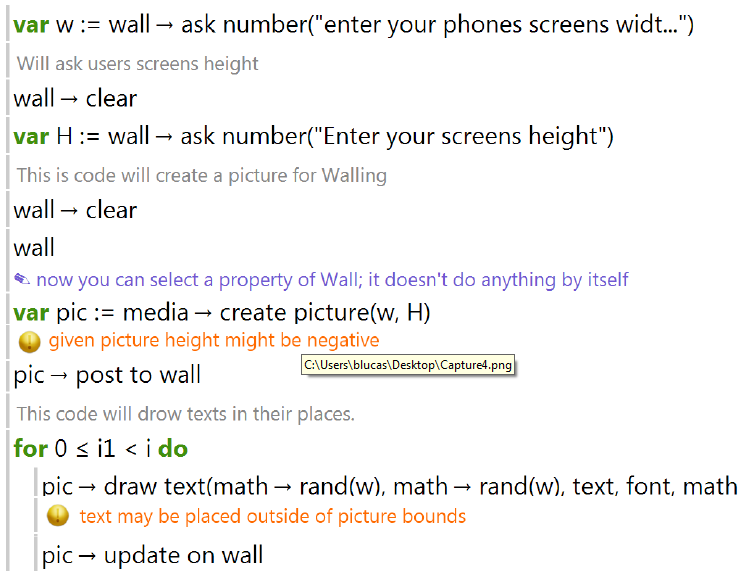 var w := wall → ask number("enter your phones screens widt...")
Will ask users screens height
wall → clear
var H := wall → ask number("Enter your screens height")
This is code will create a picture for Walling
wall → clear
wall
✎ now you can select a property of Wall; it doesn't do anything by itself
var pic := media → create picture(w, H)
given picture height might be negative
C:\Users\blucas\Desktop\Capture4.png
pic → post to wall
This code will drow texts in their places.
for 0 ≤ i1 < i do
pic → draw text(math → rand(w), math → rand(w), text, font, math
text may be placed outside of picture bounds
pic → update on wall